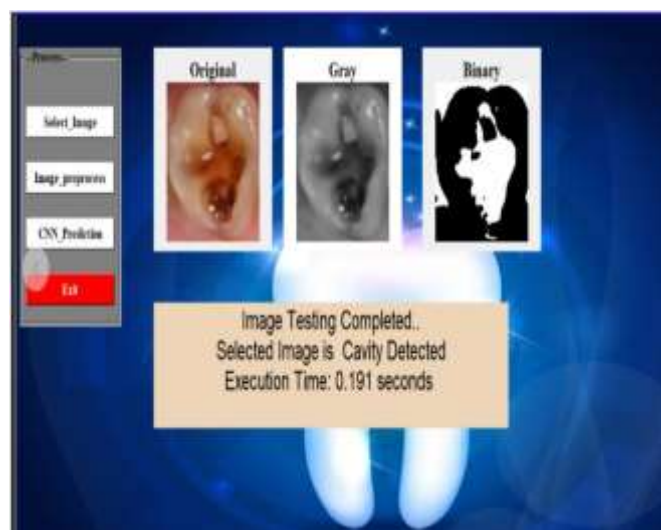 Process
Select_Image
Image_preprocess
CNN_Prediction
Exit
Original
Gray
Binary
Image Testing Completed..
Selected Image is Cavity Detected
Execution Time: 0.191 seconds